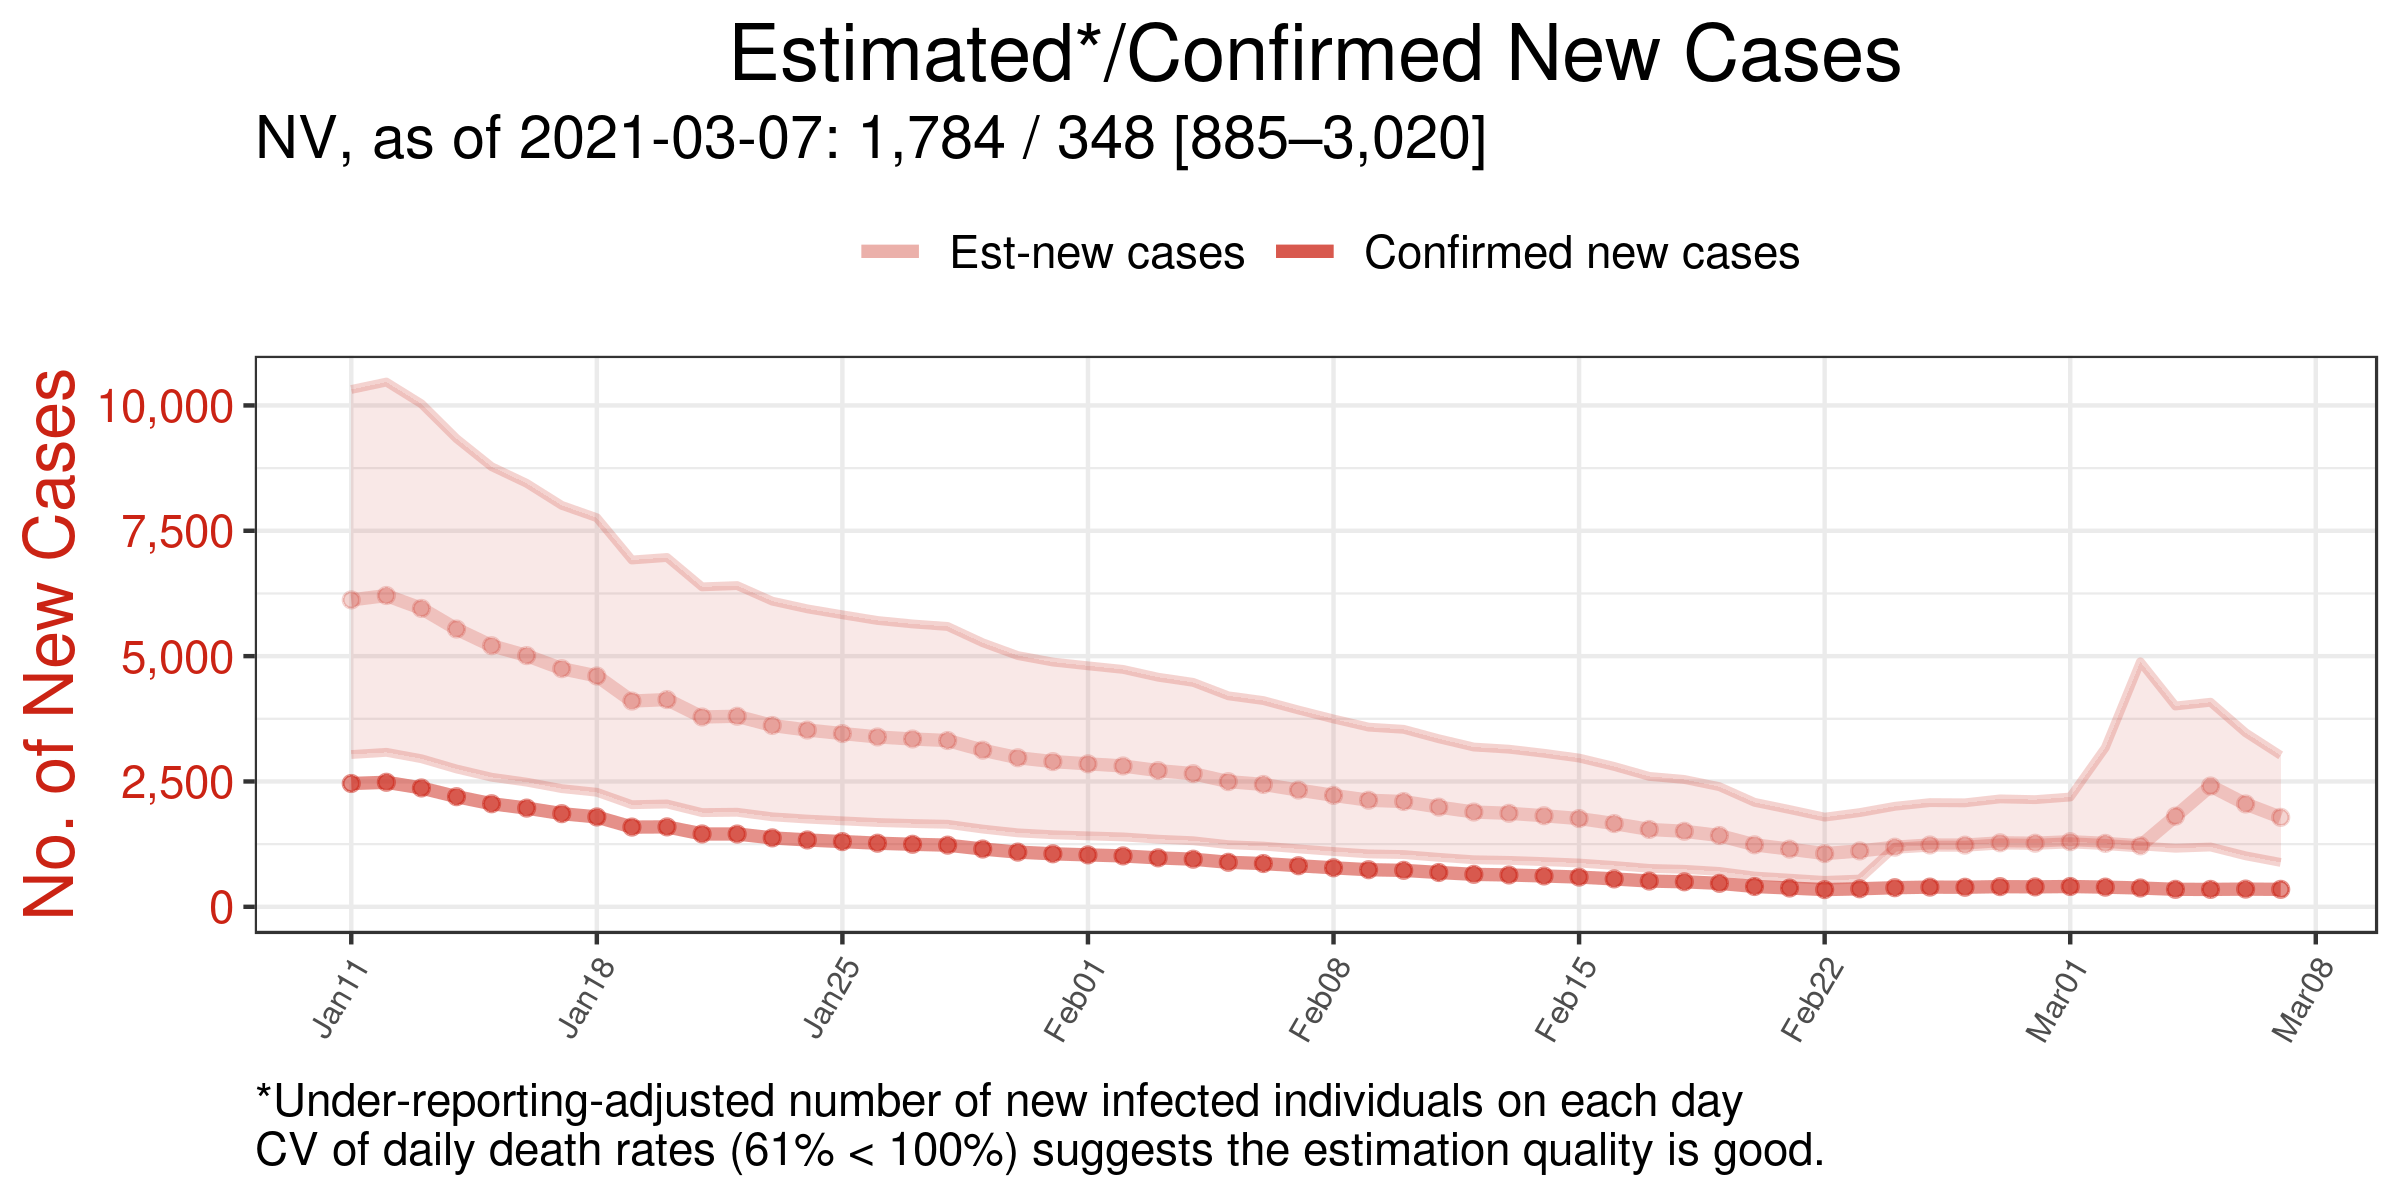 Estimated*/Confirmed New Cases
NV, as of 2021-03-07: 1,784 / 348 [885–3,020]
Est-new cases
Confirmed new cases
No. of New Cases
10,000
7,500
5,000
2,500
0
Jan11
Jan18
Jan25
Feb01
Feb08
Feb15
Feb22
Mar01
Mar08
*Under-reporting-adjusted number of new infected individuals on each day
CV of daily death rates (61% < 100%) suggests the estimation quality is good.